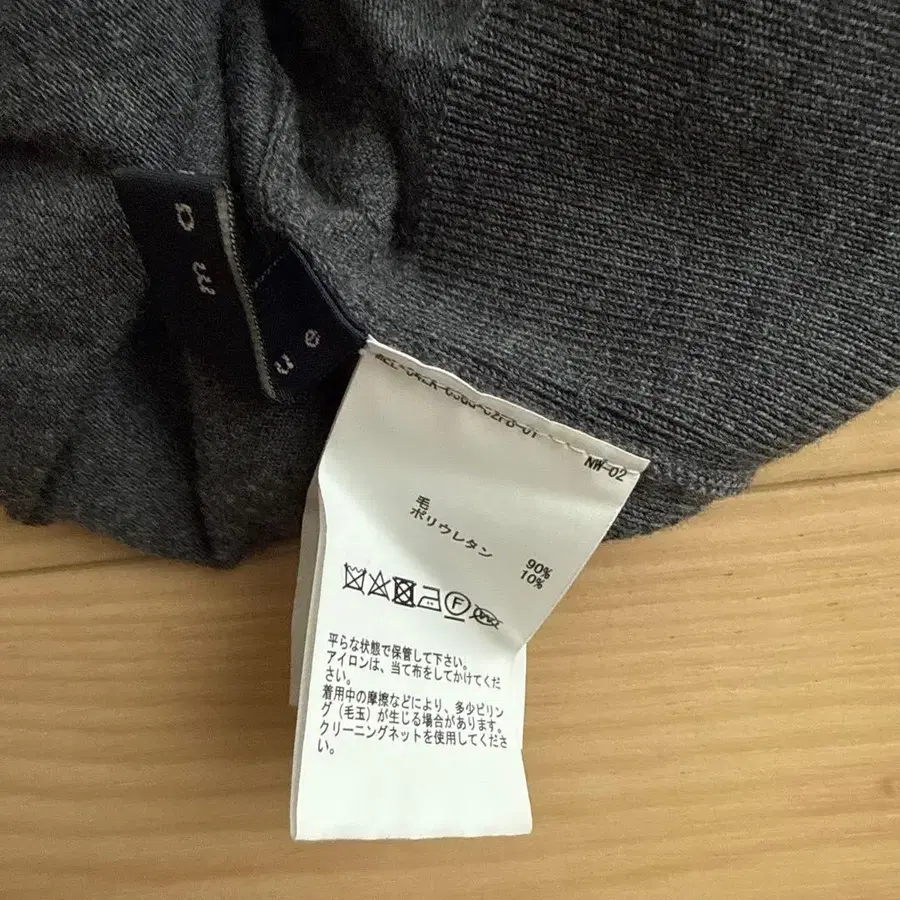 NW-02
毛 90%
ポリウレタン 10%
F
平らな状態で保管して下さい。
アイロンは、当て布をしてかけてくだ
さい。
着用中の摩擦などにより、多少ピリン
グ（毛玉）が生じる場合があります。
クリーニングネットを使用してくださ
い。